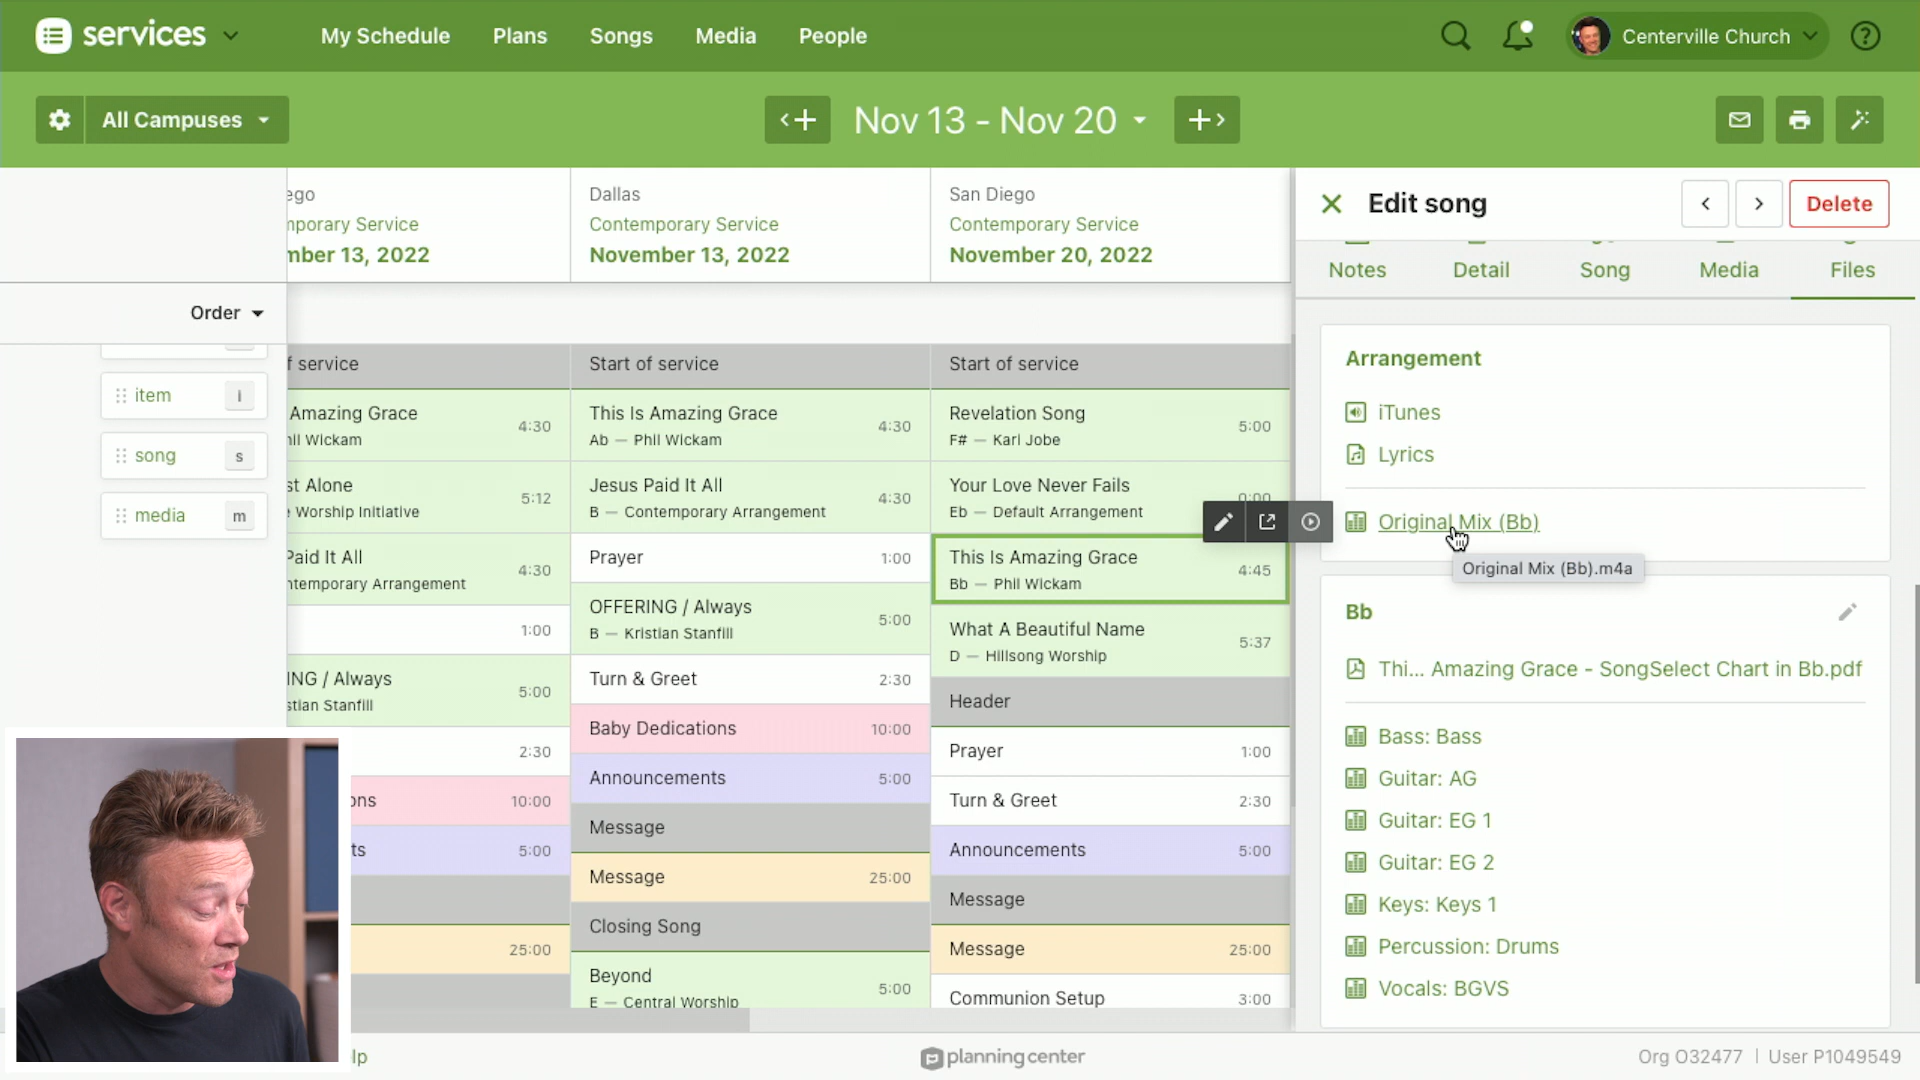 services
My Schedule
Plans
Songs
Media
People
Centerville Church
All Campuses
Nov 13 - Nov 20
ego
nporary Service
nber 13, 2022
Dallas
Contemporary Service
November 13, 2022
San Diego
Contemporary Service
November 20, 2022
Edit song
Delete
Notes
Detail
Song
Media
Files
Order
item i
song s
media m
f service
Amazing Grace
nil Wickam
4:30
st Alone
e Worship Initiative
5:12
Paid It All
ntemporary Arrangement
4:30
1:00
ING / Always
stian Stanfill
5:00
2:30
ons
10:00
ts
5:00
25:00
Start of service
This Is Amazing Grace
Ab — Phil Wickam
4:30
Jesus Paid It All
B — Contemporary Arrangement
4:30
Prayer
1:00
OFFERING / Always
B — Kristian Stanfill
5:00
Turn & Greet
2:30
Baby Dedications
10:00
Announcements
5:00
Message
Message
25:00
Closing Song
Beyond
E — Central Worship
5:00
Start of service
Revelation Song
F# — Kari Jobe
5:00
Your Love Never Fails
Eb — Default Arrangement
0:00
This Is Amazing Grace
Bb — Phil Wickam
4:45
What A Beautiful Name
D — Hillsong Worship
5:37
Header
Prayer
1:00
Turn & Greet
2:30
Announcements
5:00
Message
Message
25:00
Communion Setup
3:00
Arrangement
iTunes
Lyrics
Original Mix (Bb)
Original Mix (Bb).m4a
Bb
Thi... Amazing Grace - SongSelect Chart in Bb.pdf
Bass: Bass
Guitar: AG
Guitar: EG 1
Guitar: EG 2
Keys: Keys 1
Percussion: Drums
Vocals: BGVS
lp
planning center
Org O32477 | User P1049549